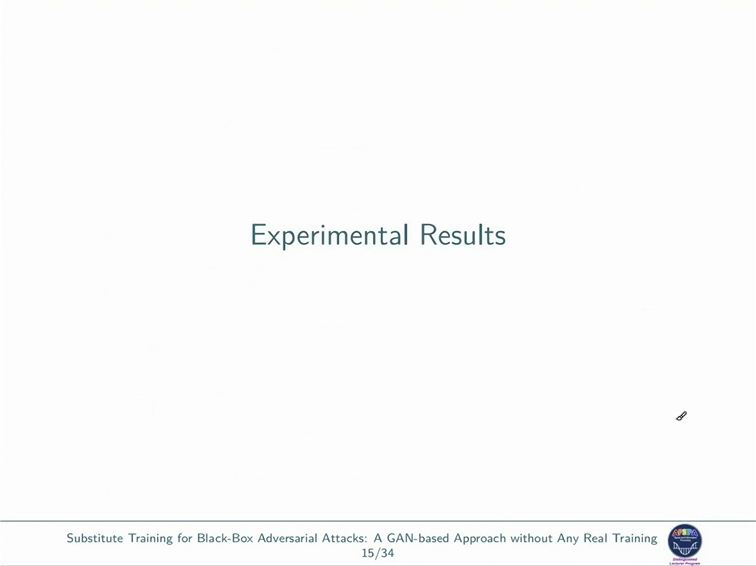 Experimental Results
Substitute Training for Black-Box Adversarial Attacks: A GAN-based Approach without Any Real Training
15/34
APSIPA
Distinguished
Lecturer Program